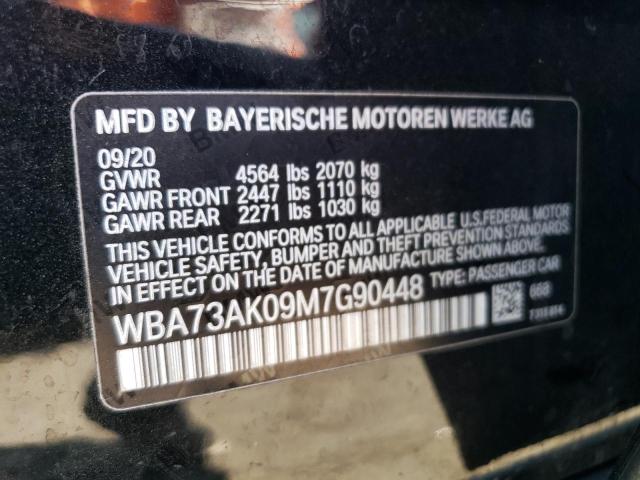 MFD BY BAYERISCHE MOTOREN WERKE AG
09/20
GVWR 4564 lbs 2070 kg
GAWR FRONT 2447 lbs 1110 kg
GAWR REAR 2271 lbs 1030 kg
THIS VEHICLE CONFORMS TO ALL APPLICABLE U.S.FEDERAL MOTOR
VEHICLE SAFETY, BUMPER, AND THEFT PREVENTION STANDARDS
IN EFFECT ON THE DATE OF MANUFACTURE SHOWN ABOVE.
WBA73AK09M7G90448 TYPE: PASSENGER CAR
668